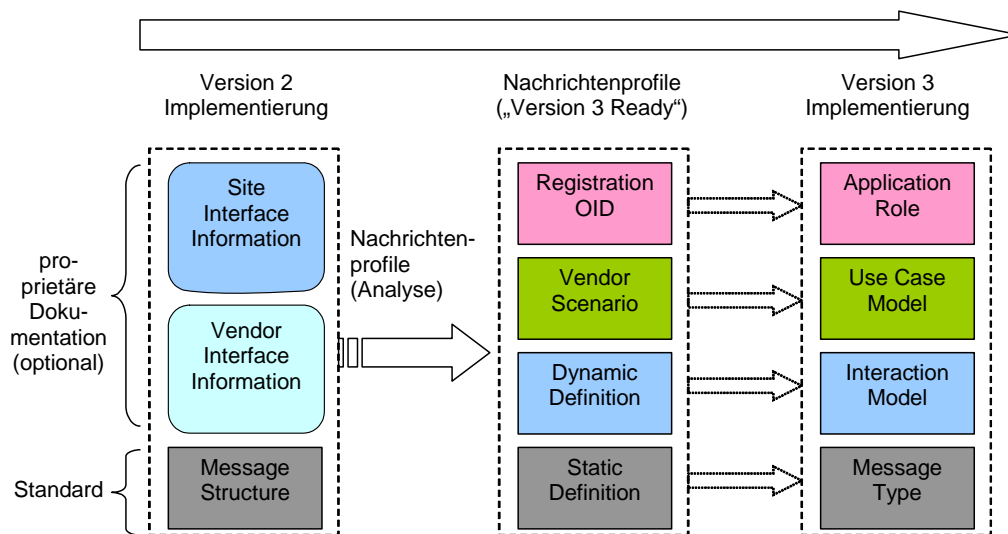 Version 2
Implementierung
Nachrichtenprofile
(„Version 3 Ready“)
Version 3
Implementierung
pro-
prietäre
Doku-
mentation
(optional)
Standard
Site
Interface
Information
Vendor
Interface
Information
Message
Structure
Nachrichten-
profile
(Analyse)
Registration
OID
Vendor
Scenario
Dynamic
Definition
Static
Definition
Application
Role
Use Case
Model
Interaction
Model
Message
Type